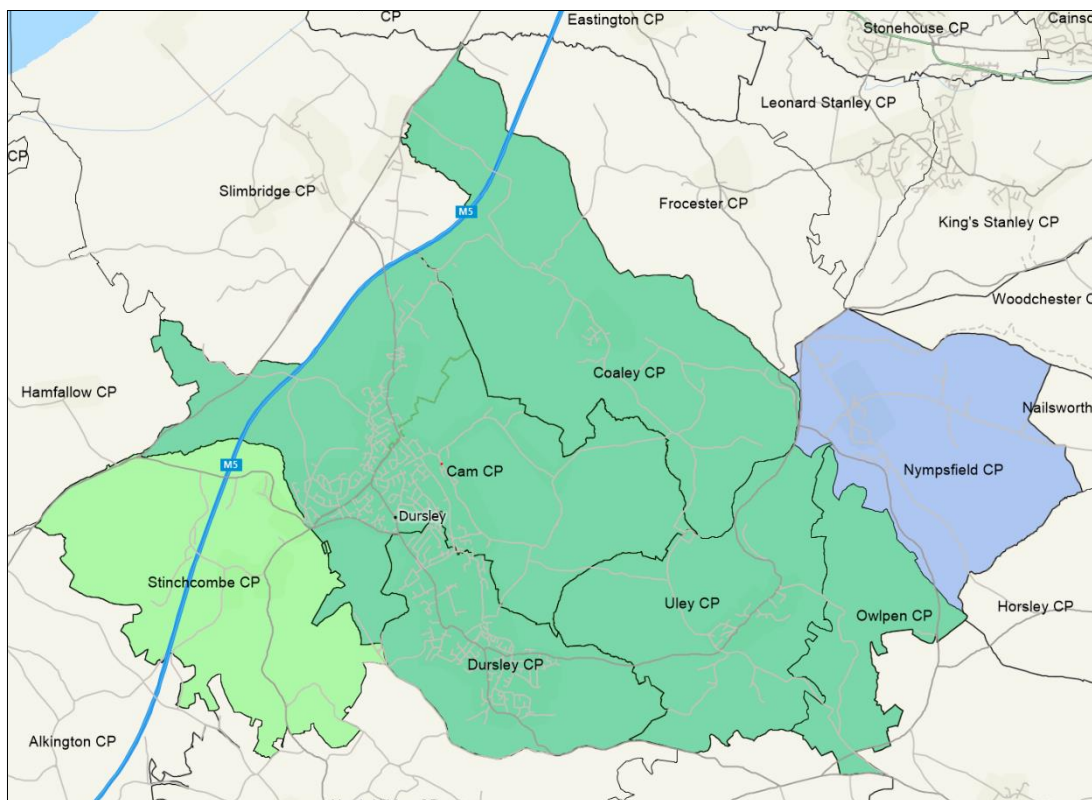 CP
Eastington CP
Stonehouse CP
Leonard Stanley CP
CP
Slimbridge CP
Frocester CP
M5
King's Stanley CP
Woodchester
Coaley CP
Hamfallow CP
Nailsworth
M5
Cam CP
Nympsfield CP
Dursley
Stinchcombe CP
Uley CP
Owlpen CP
Horsley CP
Dursley CP
Alkington CP